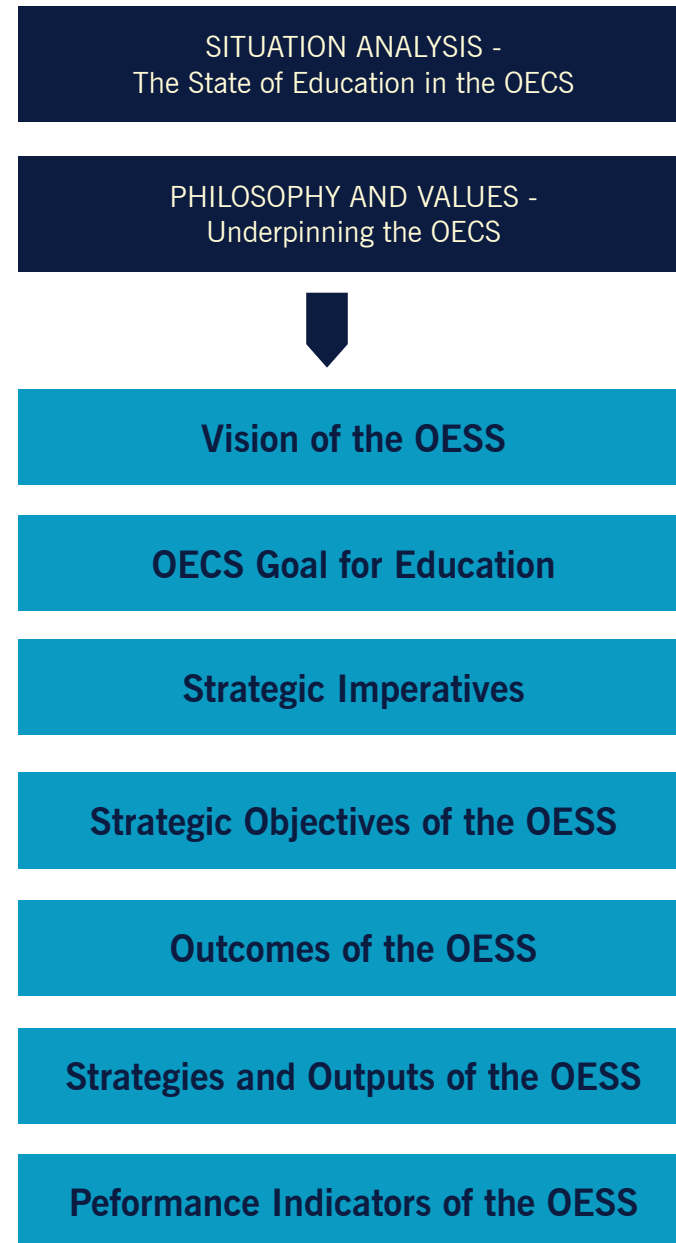 SITUATION ANALYSIS -
The State of Education in the OECS
PHILOSOPHY AND VALUES -
Underpinning the OECS
Vision of the OESS
OECS Goal for Education
Strategic Imperatives
Strategic Objectives of the OESS
Outcomes of the OESS
Strategies and Outputs of the OESS
Peformance Indicators of the OESS